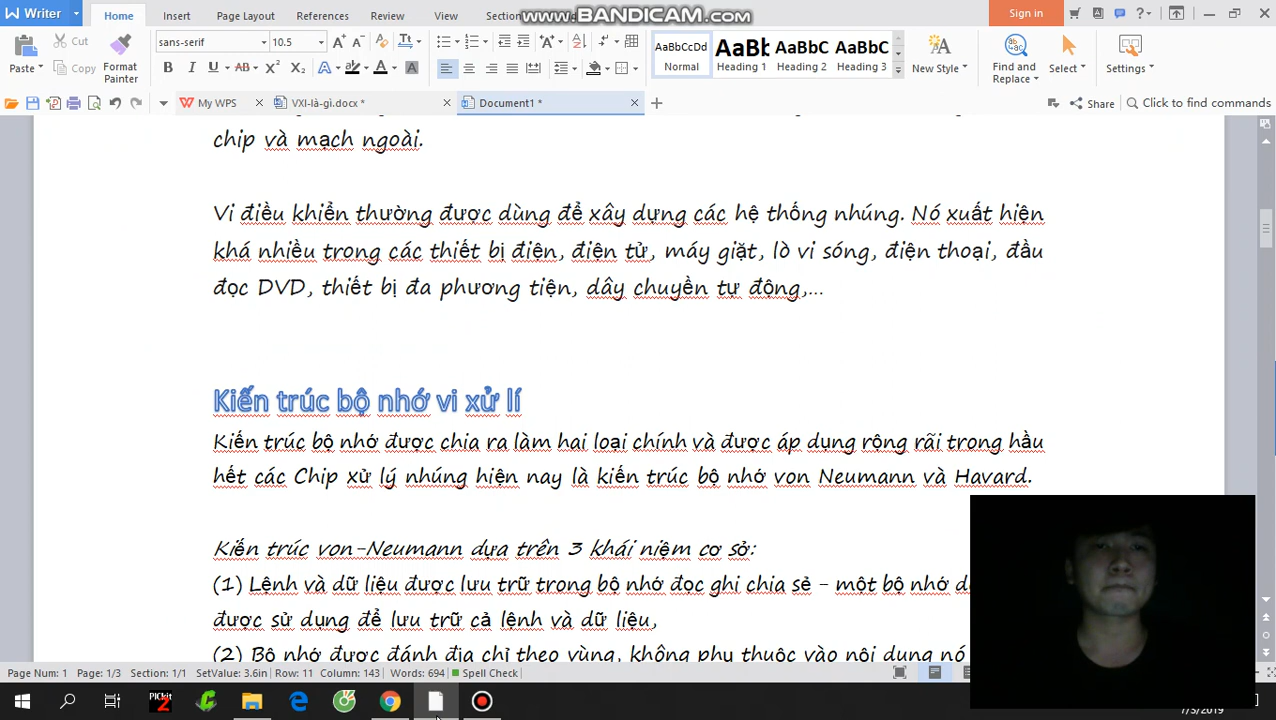 Writer
Home
Insert
Page Layout
References
Review
View
Section
www.BANDICAM.com
Sign in
Paste
Cut
Copy
Format Painter
sans-serif
10.5
AaBbCcDd
Normal
AaBb
Heading 1
AaBbC
Heading 2
AaBbC
Heading 3
New Style
Find and Replace
Select
Settings
My WPS
VXI-là-gì.docx *
Document1 *
Share
Click to find commands
chip và mạch ngoài.
Vi điều khiển thường được dùng để xây dựng các hệ thống nhúng. Nó xuất hiện
khá nhiều trong các thiết bị điện, điện tử, máy giặt, lò vi sóng, điện thoại, đầu
đọc DVD, thiết bị đa phương tiện, dây chuyền tự động,...
Kiến trúc bộ nhớ vi xử lí
Kiến trúc bộ nhớ được chia ra làm hai loại chính và được áp dụng rộng rãi trong hầu
hết các Chip xử lý nhúng hiện nay là kiến trúc bộ nhớ von Neumann và Havard.
Kiến trúc von-Neumann dựa trên 3 khái niệm cơ sở:
(1) Lệnh và dữ liệu được lưu trữ trong bộ nhớ đọc ghi chia sẻ – một bộ nhớ
được sử dụng để lưu trữ cả lệnh và dữ liệu,
(2) Bộ nhớ được đánh địa chỉ theo vùng, không phụ thuộc vào nội dung nó
Page Num: 1
Page: 1/3
Section: 1/1
SetValue: 3.6in
Row: 11
Column: 143
Words: 694
Spell Check
PICkit 2
7/3/2019